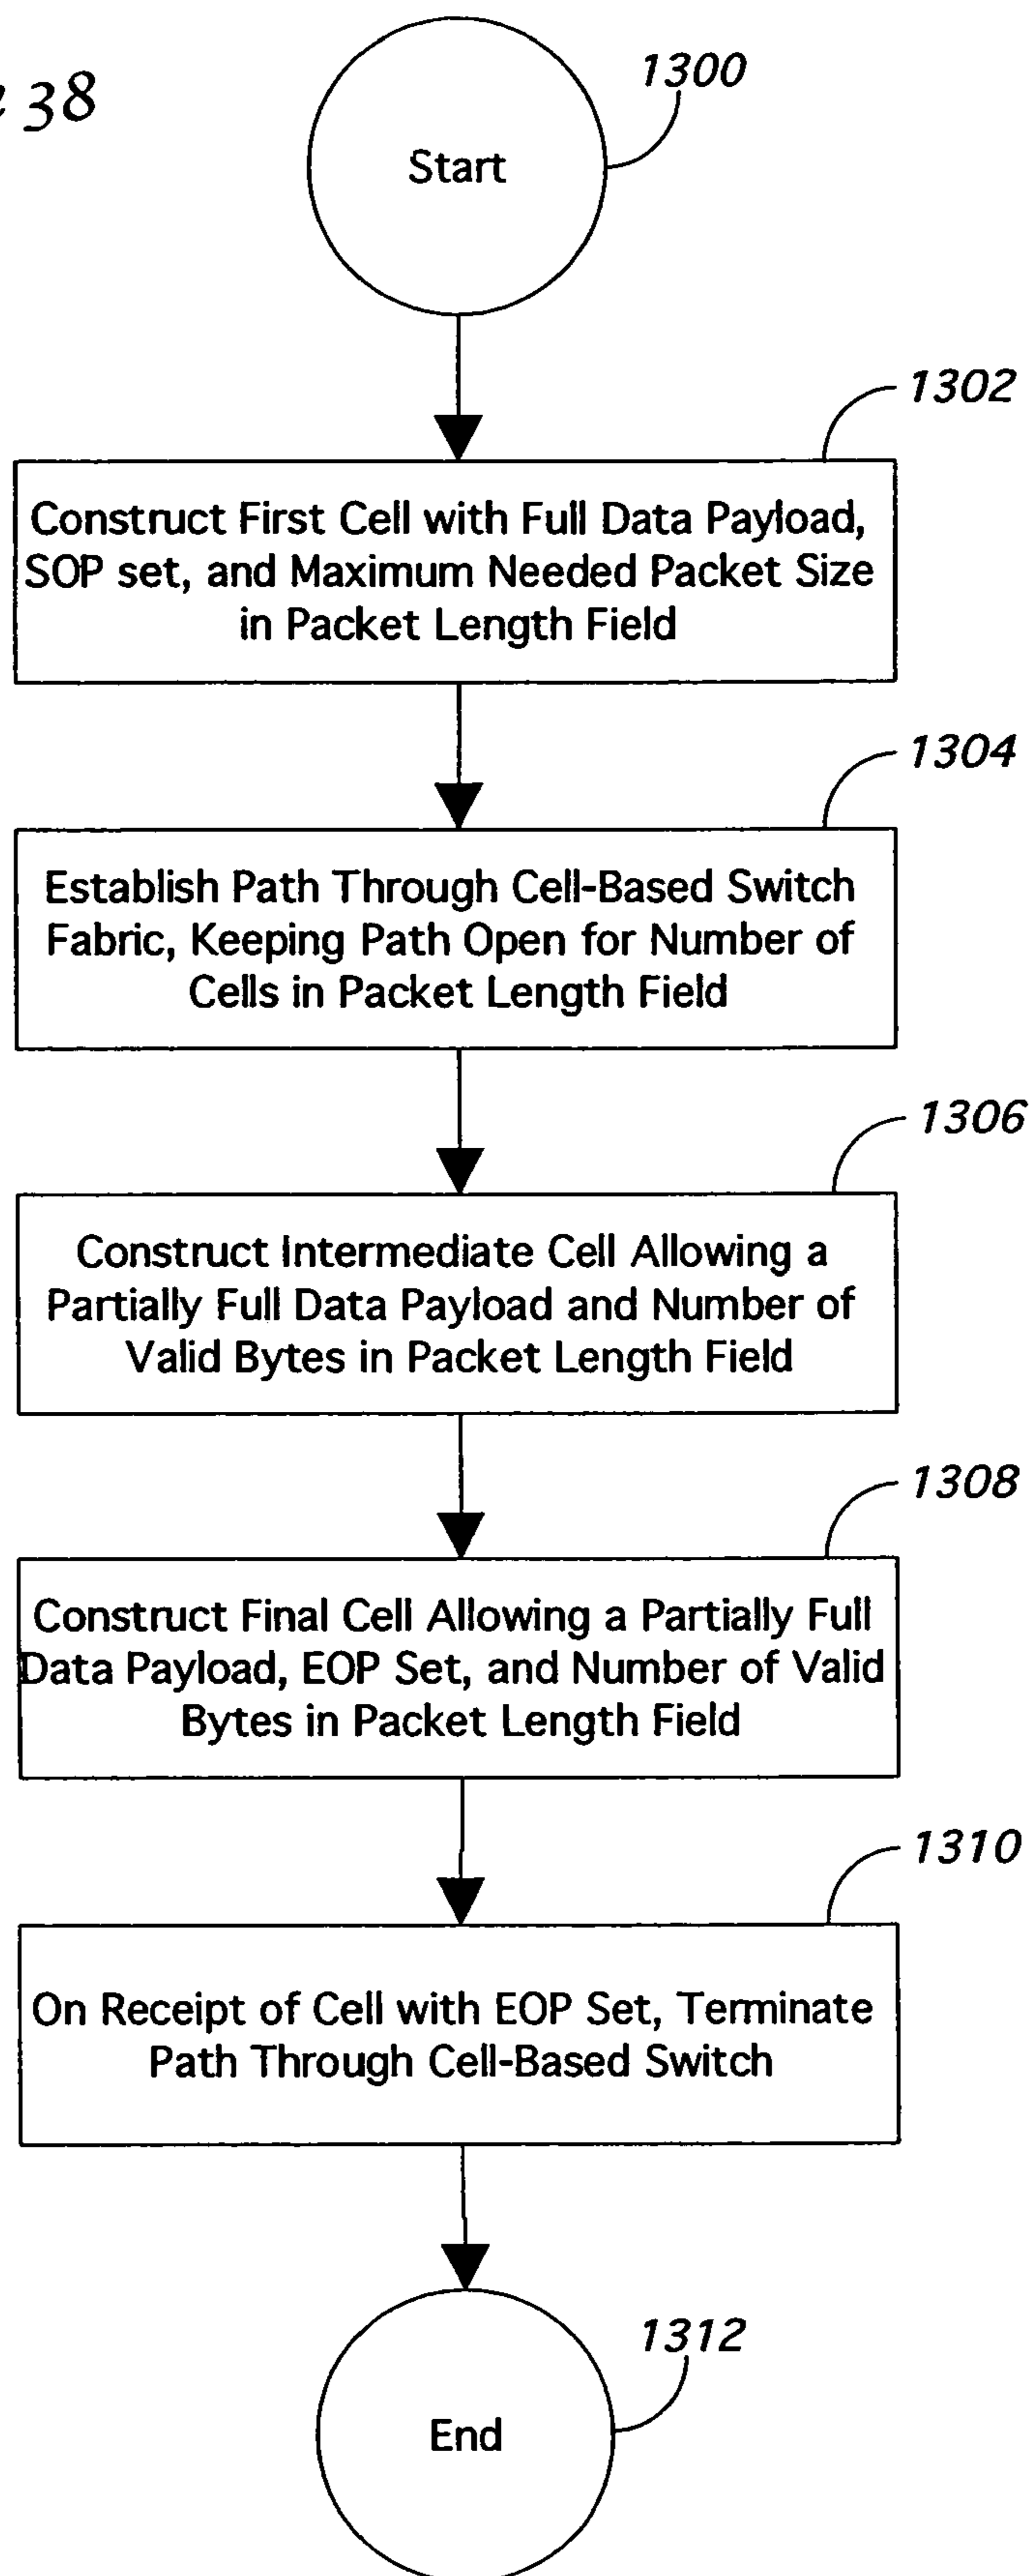 38
1300
Start
1302
Construct First Cell with Full Data Payload,
SOP set, and Maximum Needed Packet Size
in Packet Length Field
1304
Establish Path Through Cell-Based Switch
Fabric, Keeping Path Open for Number of
Cells in Packet Length Field
1306
Construct Intermediate Cell Allowing a
Partially Full Data Payload and Number of
Valid Bytes in Packet Length Field
1308
Construct Final Cell Allowing a Partially Full
Data Payload, EOP Set, and Number of Valid
Bytes in Packet Length Field
1310
On Receipt of Cell with EOP Set, Terminate
Path Through Cell-Based Switch
1312
End